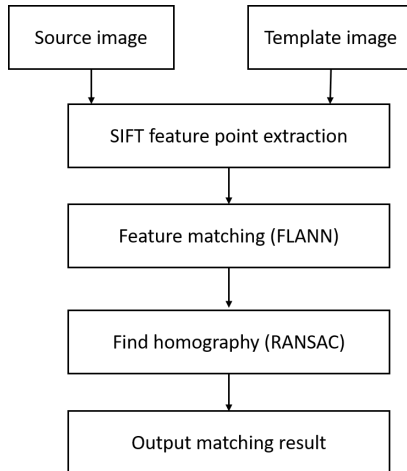 Source image
Template image
SIFT feature point extraction
Feature matching (FLANN)
Find homography (RANSAC)
Output matching result